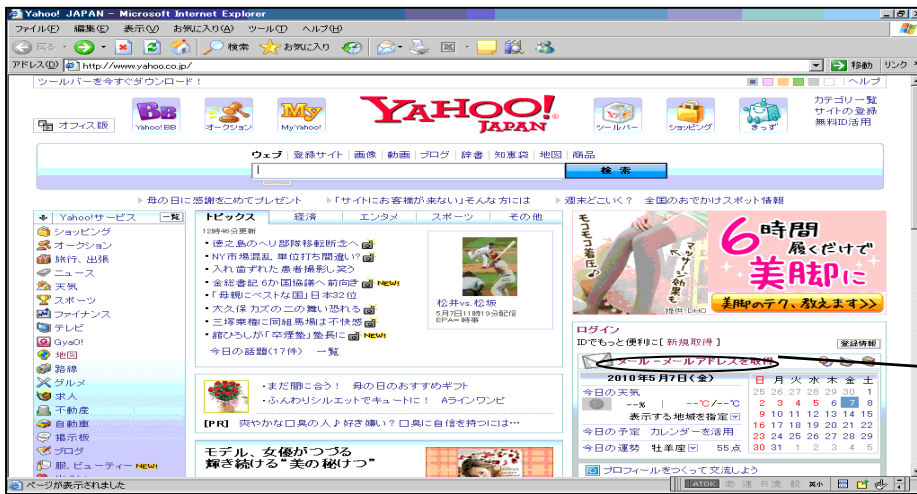 Yahoo! JAPAN - Microsoft Internet Explorer
ファイル(F) 編集(E) 表示(V) お気に入り(A) ツール(T) ヘルプ(H)
戻る 検索 お気に入り
アドレス(D) http://www.yahoo.co.jp/ 移動 リンク
ツールバーを今すぐダウンロード! ヘルプ
オフィス版
BB
Yahoo! BB
オークション
My
My Yahoo!
YAHOO!
JAPAN
ツールバー
ショッピング
きっず
カテゴリ一覧
サイトの登録
無料ID活用
ウェブ | 登録サイト | 画像 | 動画 | ブログ | 辞書 | 知恵袋 | 地図 | 商品
検索
母の日に感謝をこめてプレゼント 「サイトにお客様が来ない」そんな方には 週末どこいく? 全国のおでかけスポット情報
Yahoo!サービス 一覧
ショッピング
オークション
旅行、出張
ニュース
天気
スポーツ
ファイナンス
テレビ
GyaO!
地図
路線
グルメ
求人
不動産
自動車
掲示板
ブログ
服、ビューティー NEW!
トピックス 経済 エンタメ スポーツ その他
12時46分更新
・徳之島のヘリ部隊移転断念へ
・NY市場混乱 単位打ち間違い?
・入れ歯ずれた患者撮影し笑う
・金総書記 6か国協議へ前向き NEW!
・「母親にベストな国」日本32位
・大久保 力ズの二の舞い恐れる
・三塚乗機に同組馬場は不快感
・舘ひろしが「卒煙塾」塾長に NEW!
今日の話題(17件) 一覧
松井vs.松坂
5月7日11時19分配信
EPA=時事
・まだ間に合う! 母の日のおすすめギフト
・ふんわりシルエットでキュートに! Aラインワンピ
[PR] 爽やかな口臭の人♪好き嫌い?口臭に自信を持つには…
モデル、女優がつづる
輝き続ける“美の秘けつ”
モコモコ着圧♪
マッサージ効果も
6時間
履くだけで
美脚に
美脚のテク、教えます>>
提供:DHO
ログイン
IDでもっと便利に[ 新規取得 ] 登録情報
メール - メールアドレスを取得
2010年5月7日(金)
今日の天気
--% | --℃/--℃
表示する地域を指定
今日の予定 カレンダーを活用
今日の運勢 牡羊座 55点
日 月 火 水 木 金 土
25 26 27 28 29 30 1
2 3 4 5 6 7 8
9 10 11 12 13 14 15
16 17 18 19 20 21 22
23 24 25 26 27 28 29
30 31 1 2 3 4 5
プロフィールをつくって交流しよう
ページが表示されました
ATOK あ 連 R漢 般 英小